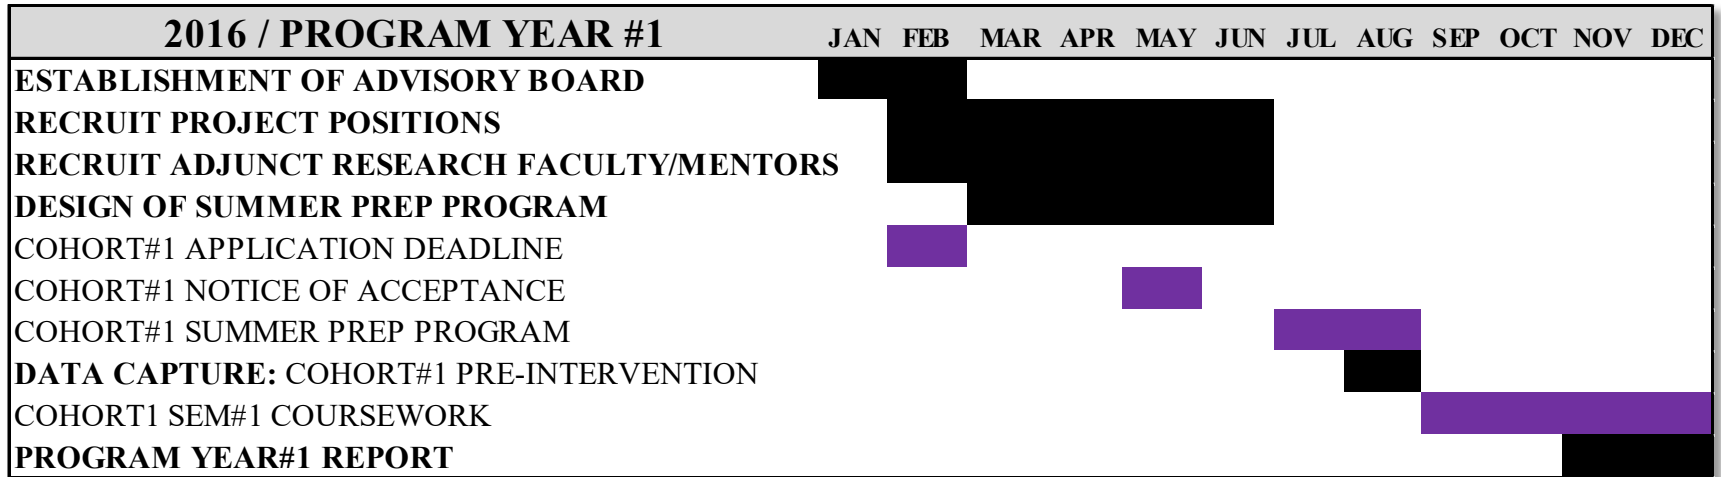 2016 / PROGRAM YEAR #1 JAN FEB MAR APR MAY JUN JUL AUG SEP OCT NOV DEC
ESTABLISHMENT OF ADVISORY BOARD
RECRUIT PROJECT POSITIONS
RECRUIT ADJUNCT RESEARCH FACULTY/MENTORS
DESIGN OF SUMMER PREP PROGRAM
COHORT#1 APPLICATION DEADLINE
COHORT#1 NOTICE OF ACCEPTANCE
COHORT#1 SUMMER PREP PROGRAM
DATA CAPTURE: COHORT#1 PRE-INTERVENTION
COHORT1 SEM#1 COURSEWORK
PROGRAM YEAR#1 REPORT